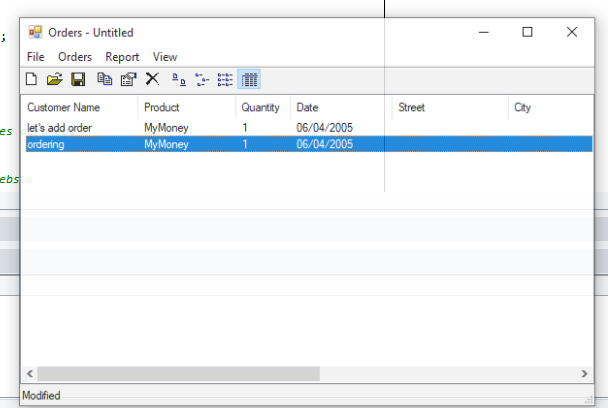 ;
Orders - Untitled
File Orders Report View
Customer Name Product Quantity Date Street City
es
let's add order MyMoney 1 06/04/2005
ordering MyMoney 1 06/04/2005
ebs
Modified